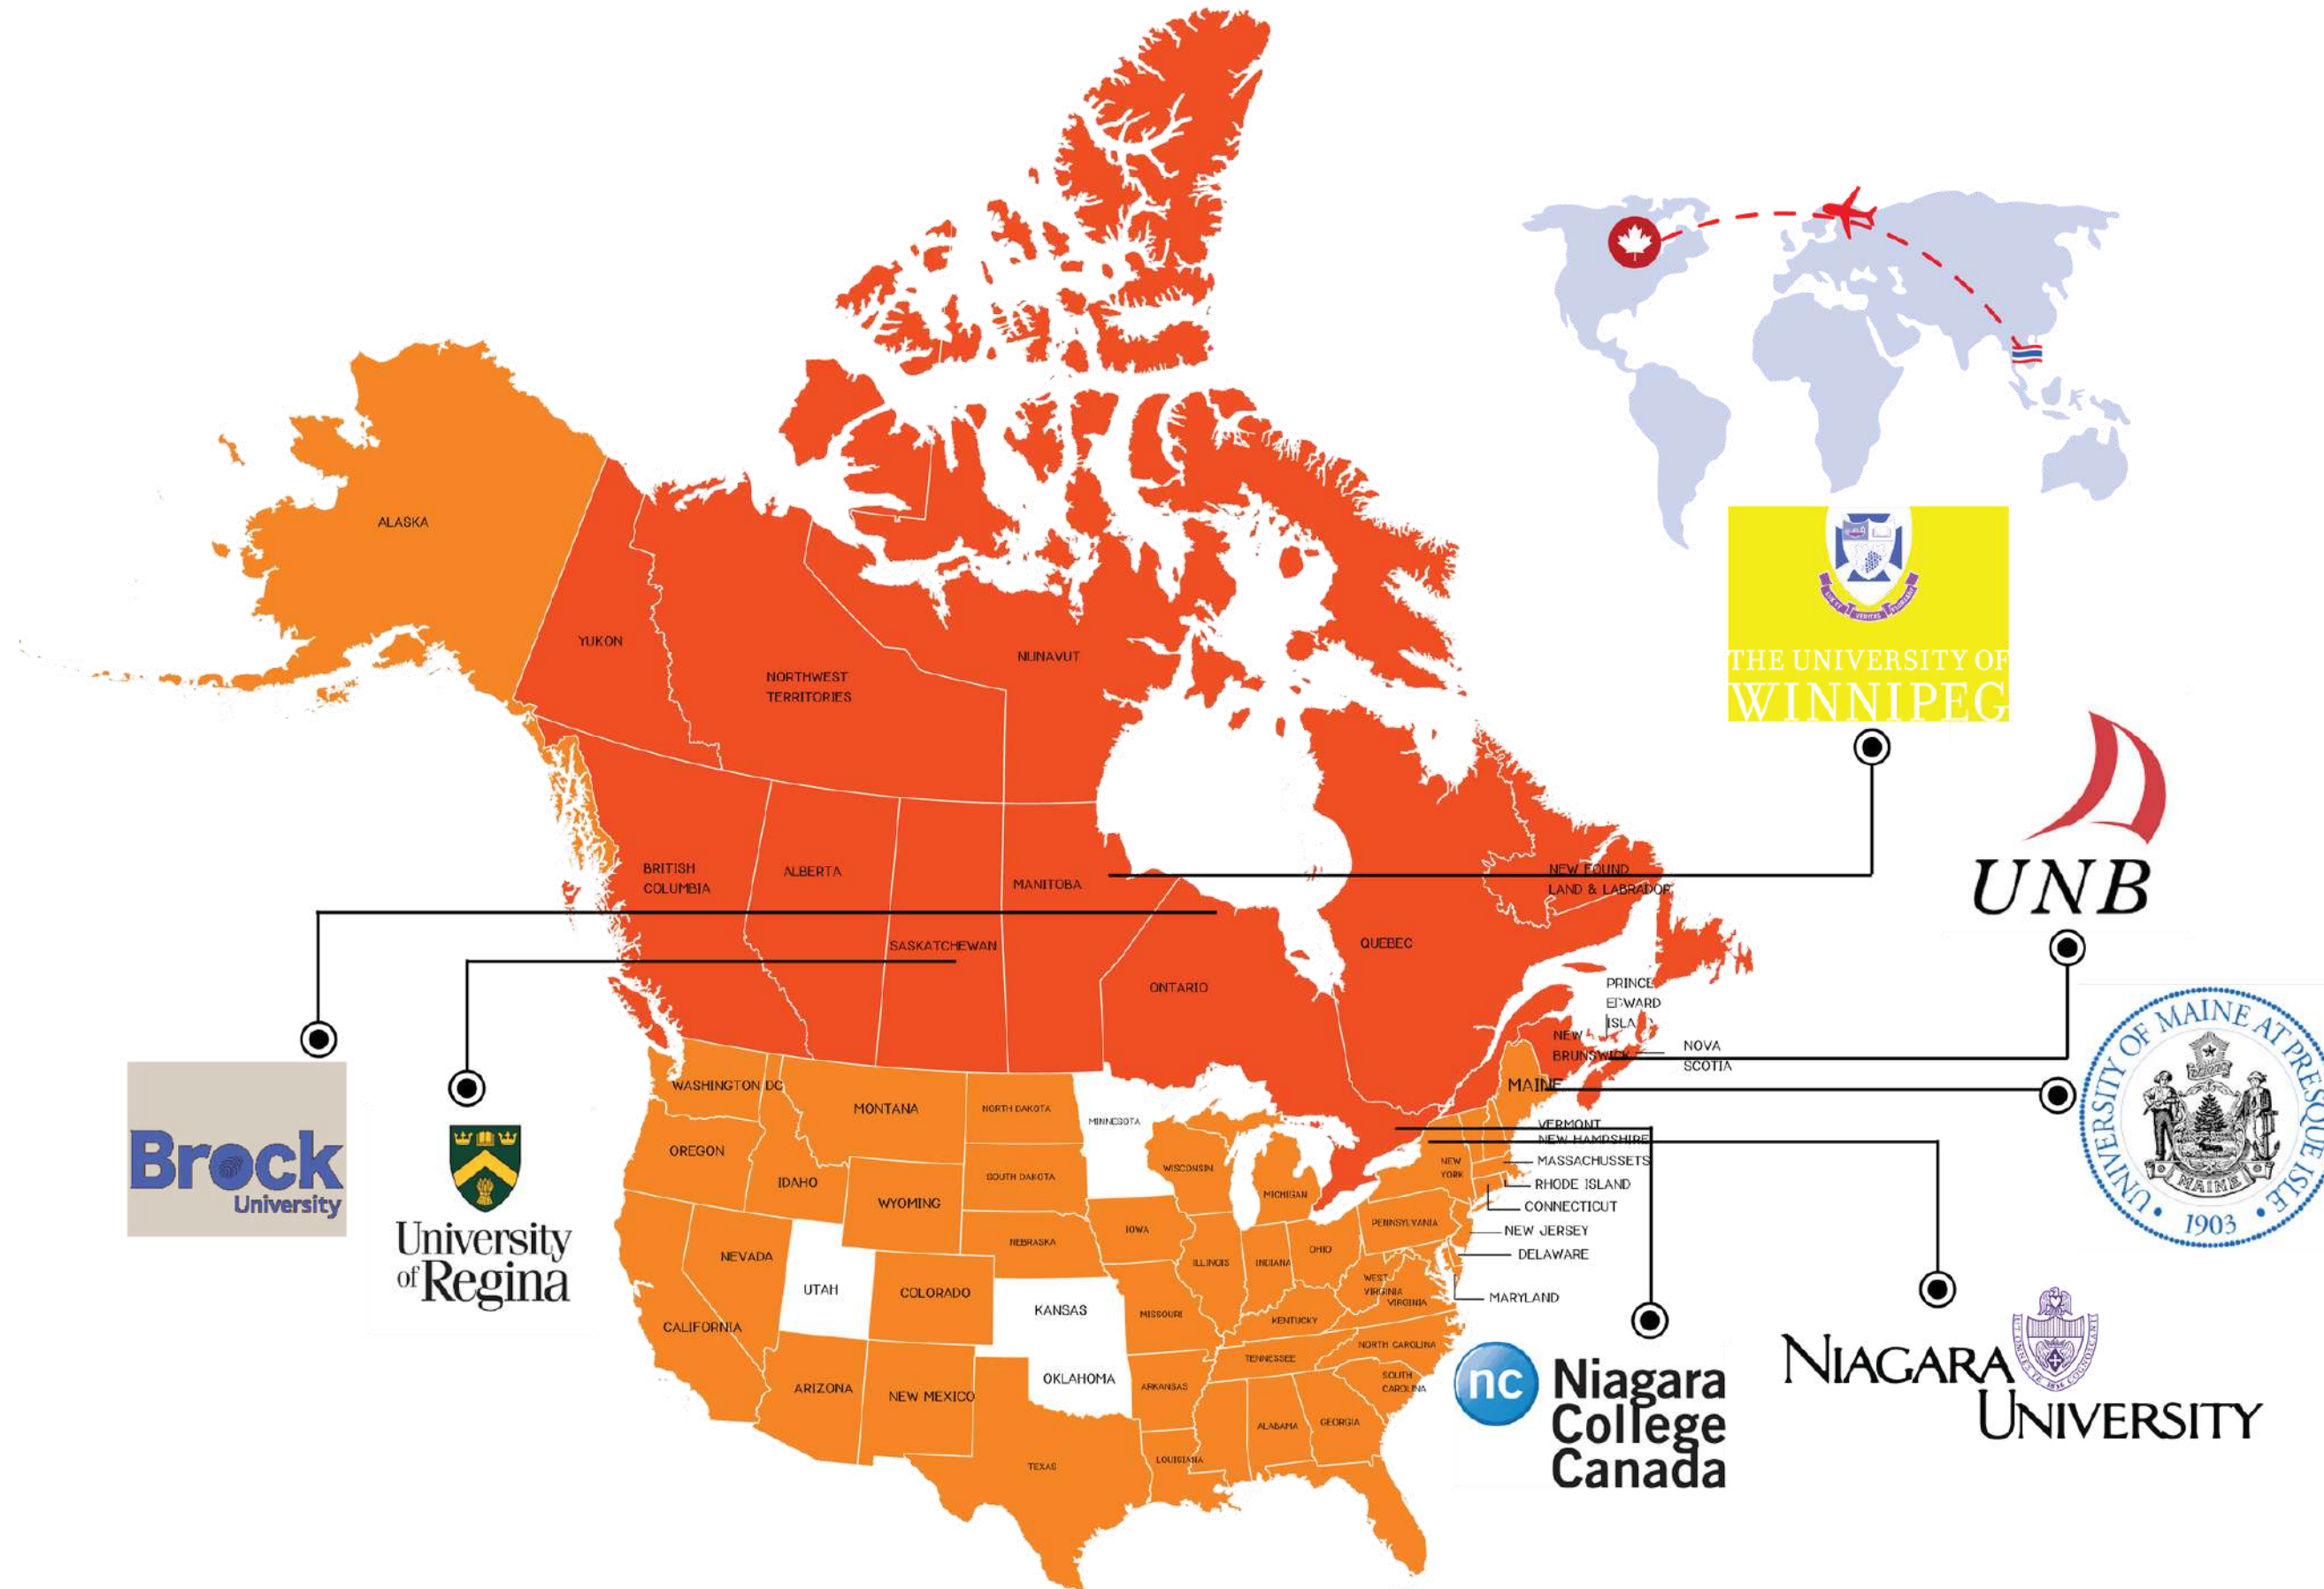 ALASKA
YUKON
NORTHWEST
TERRITORIES
NUNAVUT
THE UNIVERSITY OF
WINNIPEG
UNB
BRITISH
COLUMBIA
ALBERTA
MANITOBA
SASKATCHEWAN
ONTARIO
QUEBEC
NEW FOUND
LAND & LABRADOR
PRINCE
EDWARD
NEW
BRUNSWICK
NOVA
SCOTIA
UNIVERSITY OF MAINE AT PRESQUE ISLE
MAINE
1903
MAINE
WASHINGTON DC
MONTANA
NORTH DAKOTA
MINNESOTA
VERMONT
NEW HAMPSHIRE
MASSACHUSSETS
RHODE ISLAND
CONNECTICUT
NEW JERSEY
DELAWARE
MARYLAND
OREGON
IDAHO
WYOMING
SOUTH DAKOTA
WISCONSIN
MICHIGAN
NEW
YORK
PENNSYLVANIA
NEBRASKA
IOWA
NEVADA
UTAH
COLORADO
KANSAS
ILLINOIS
INDIANA
OHIO
WEST
VIRGINIA
VIRGINIA
CALIFORNIA
MISSOURI
KENTUCKY
NORTH CAROLINA
TENNESSEE
SOUTH
CAROLINA
ARIZONA
NEW MEXICO
OKLAHOMA
ARKANSAS
ALABAMA
GEORGIA
TEXAS
LOUISIANA
Brock
University
University
of Regina
nc
Niagara
College
Canada
NIAGARA
UNIVERSITY